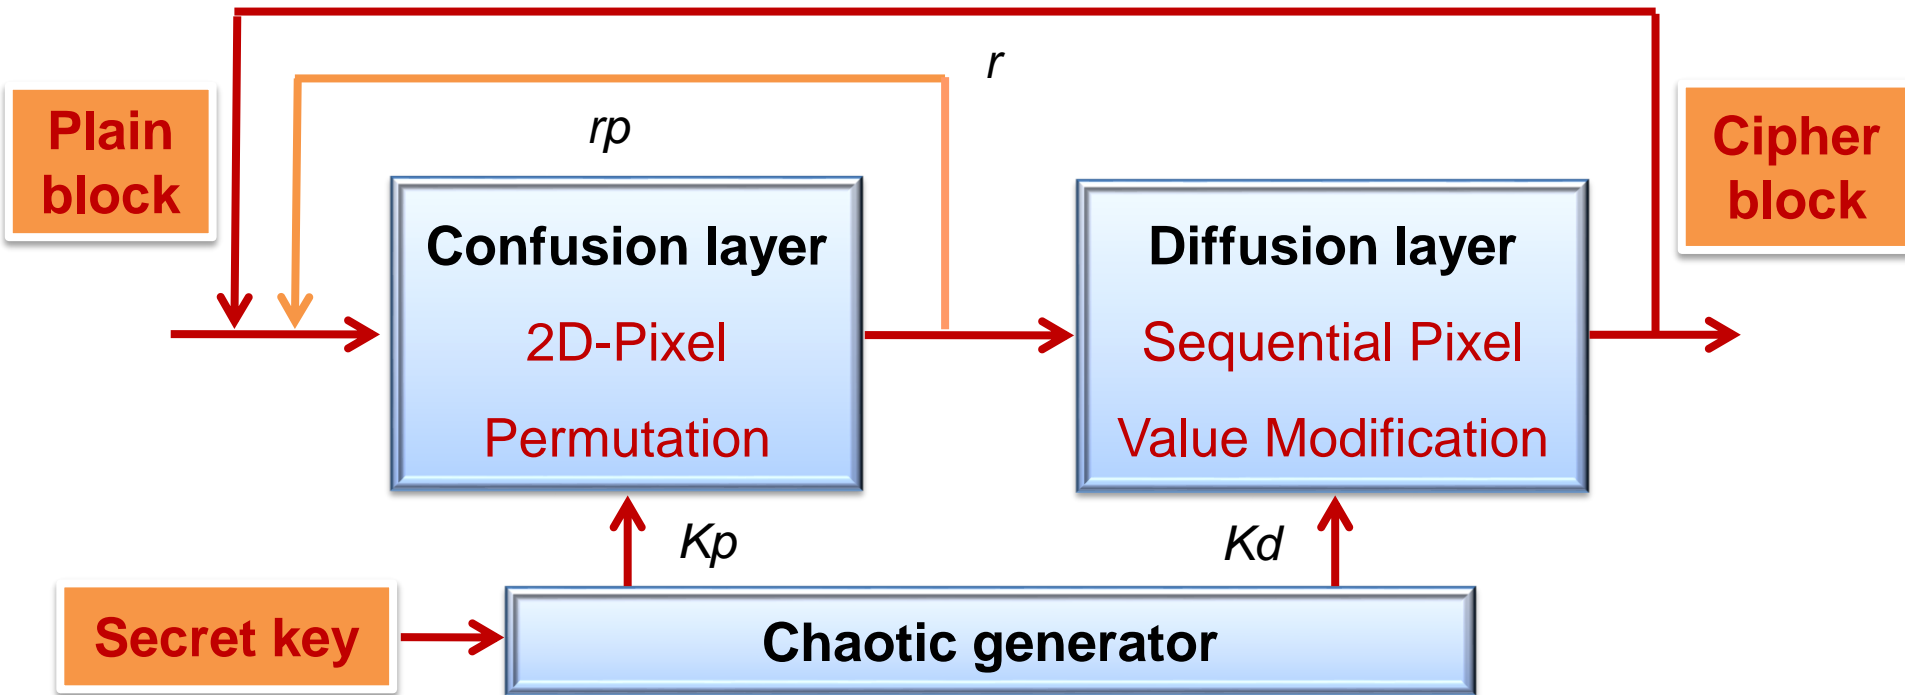 r
rp
Plain
block
Cipher
block
Confusion layer
2D-Pixel
Permutation
Diffusion layer
Sequential Pixel
Value Modification
Kp
Kd
Secret key
Chaotic generator